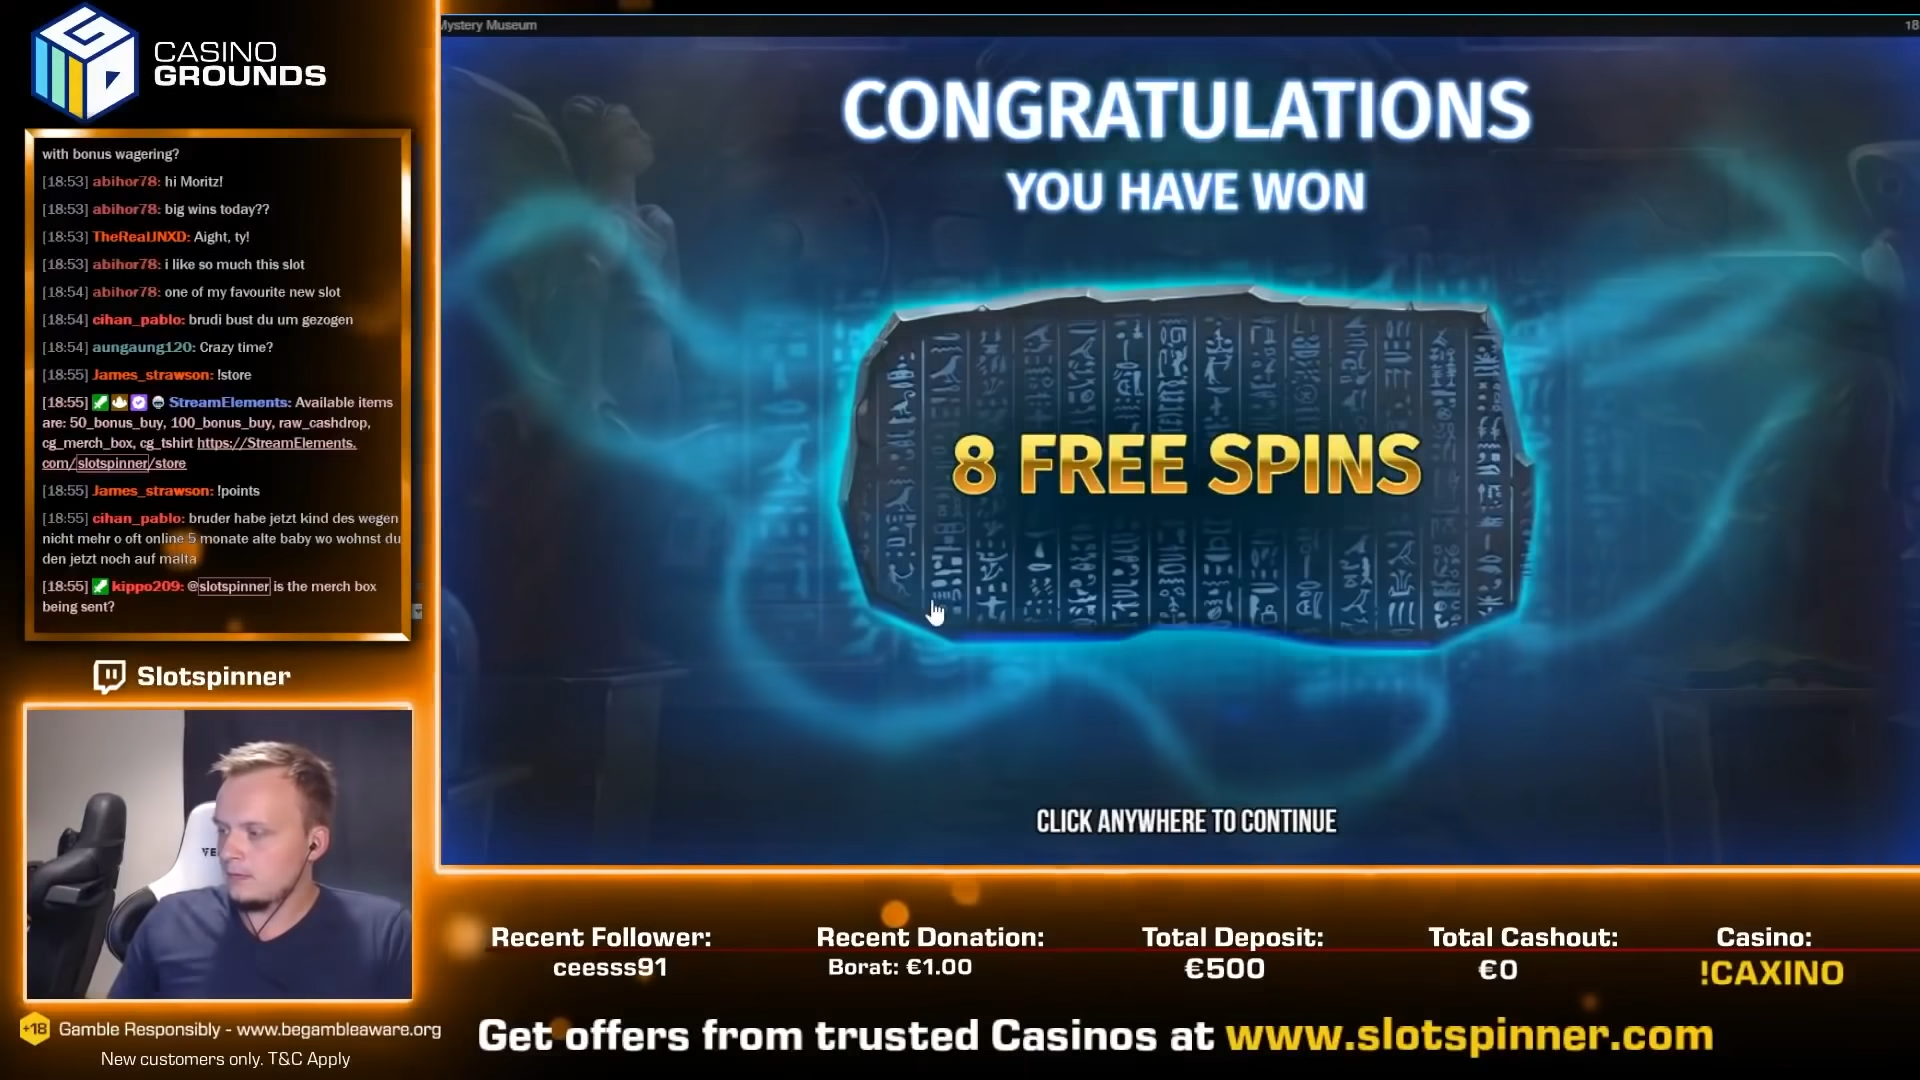 CASINO
GROUNDS
with bonus wagering?
[18:53] abihor78: hi Moritz!
[18:53] abihor78: big wins today??
[18:53] TheRealJNXD: Aight, ty!
[18:53] abihor78: i like so much this slot
[18:54] abihor78: one of my favourite new slot
[18:54] cihan_pablo: brudi bust du um gezogen
[18:54] aungaung120: Crazy time?
[18:55] James_strawson: !store
[18:55] StreamElements: Available items
are: 50_bonus_buy, 100_bonus_buy, raw_cashdrop,
cg_merch_box, cg_tshirt https://StreamElements.
com/slotspinner/store
[18:55] James_strawson: !points
[18:55] cihan_pablo: bruder habe jetzt kind des wegen
nicht mehr o oft online 5 monate alte baby wo wohnst du
den jetzt noch auf malta
[18:55] kippo209: @slotspinner is the merch box
being sent?
Slotspinner
+18 Gamble Responsibly - www.begambleaware.org
New customers only. T&C Apply
Mystery Museum
18
CONGRATULATIONS
YOU HAVE WON
8 FREE SPINS
CLICK ANYWHERE TO CONTINUE
Recent Follower:
ceesss91
Recent Donation:
Borat: €1.00
Total Deposit:
€500
Total Cashout:
€0
Casino:
!CAXINO
Get offers from trusted Casinos at www.slotspinner.com